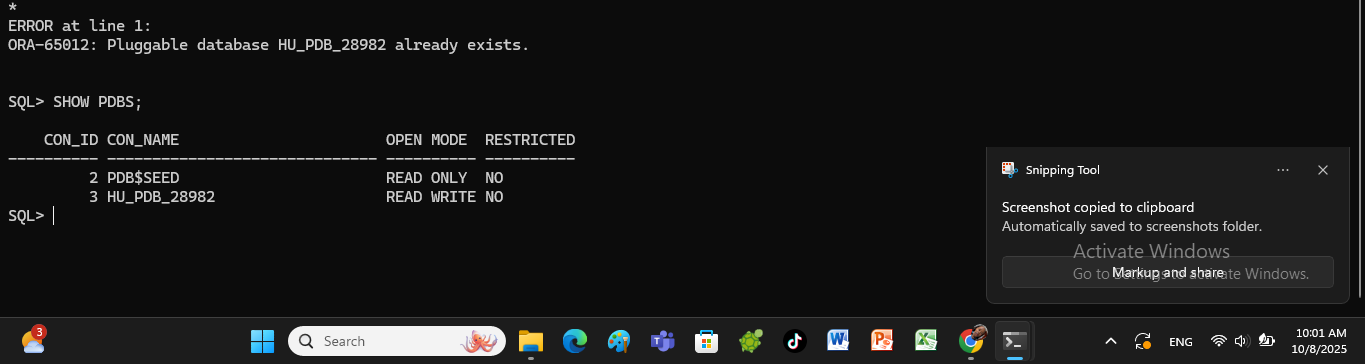 *
ERROR at line 1:
ORA-65012: Pluggable database HU_PDB_28982 already exists.
SQL> SHOW PDBS;
CON_ID CON_NAME OPEN MODE RESTRICTED
---------- ------------------------------ ---------- ----------
2 PDB$SEED READ ONLY NO
3 HU_PDB_28982 READ WRITE NO
SQL>
Snipping Tool
Screenshot copied to clipboard
Automatically saved to screenshots folder.
Activate Windows
Go to Settings to activate Windows.
Markup and share
3
Search
ENG
10:01 AM
10/8/2025